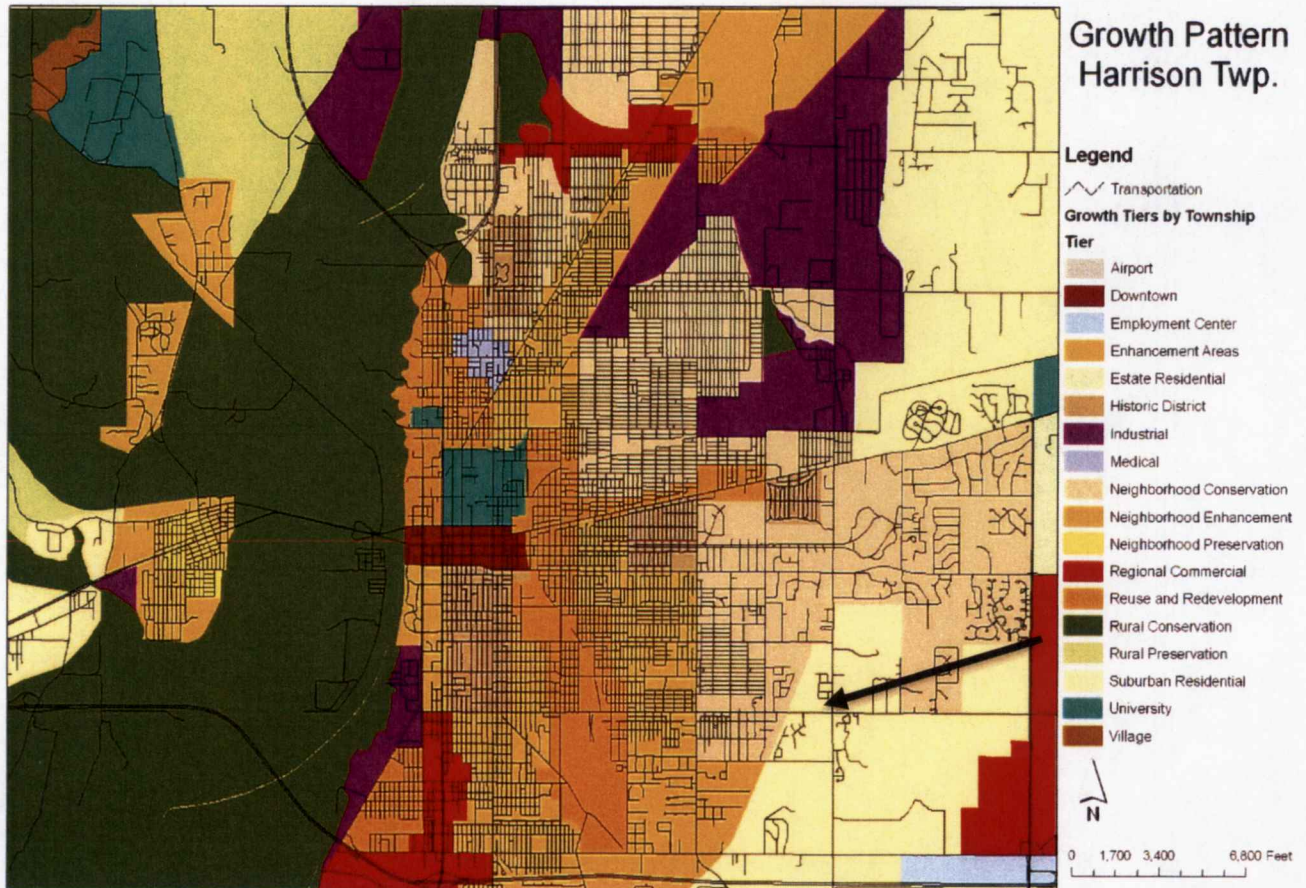 Growth Pattern
Harrison Twp.
Legend
Transportation
Growth Tiers by Township
Tier
Airport
Downtown
Employment Center
Enhancement Areas
Estate Residential
Historic District
Industrial
Medical
Neighborhood Conservation
Neighborhood Enhancement
Neighborhood Preservation
Regional Commercial
Reuse and Redevelopment
Rural Conservation
Rural Preservation
Suburban Residential
University
Village
N
0 1,700 3,400 6,800 Feet